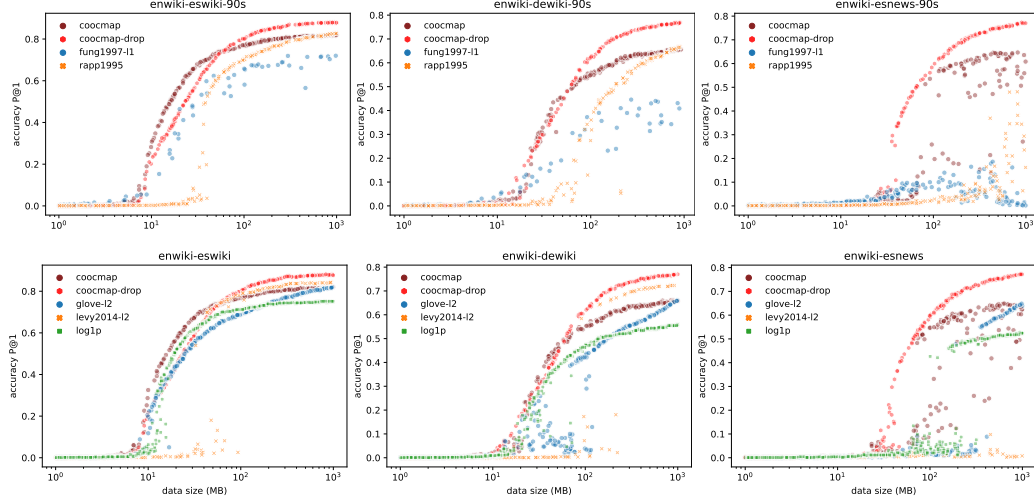 enwiki-eswiki-90s
accuracy P@1
0.8
0.6
0.4
0.2
0.0
coocmap
coocmap-drop
fung1997-l1
rapp1995
10^0
10^1
10^2
10^3
enwiki-dewiki-90s
accuracy P@1
0.8
0.7
0.6
0.5
0.4
0.3
0.2
0.1
0.0
coocmap
coocmap-drop
fung1997-l1
rapp1995
10^0
10^1
10^2
10^3
enwiki-esnews-90s
accuracy P@1
0.8
0.7
0.6
0.5
0.4
0.3
0.2
0.1
0.0
coocmap
coocmap-drop
fung1997-l1
rapp1995
10^0
10^1
10^2
10^3
enwiki-eswiki
accuracy P@1
0.8
0.6
0.4
0.2
0.0
coocmap
coocmap-drop
glove-l2
levy2014-l2
log1p
10^0
10^1
10^2
10^3
data size (MB)
enwiki-dewiki
accuracy P@1
0.8
0.7
0.6
0.5
0.4
0.3
0.2
0.1
0.0
coocmap
coocmap-drop
glove-l2
levy2014-l2
log1p
10^0
10^1
10^2
10^3
data size (MB)
enwiki-esnews
accuracy P@1
0.8
0.7
0.6
0.5
0.4
0.3
0.2
0.1
0.0
coocmap
coocmap-drop
glove-l2
levy2014-l2
log1p
10^0
10^1
10^2
10^3
data size (MB)